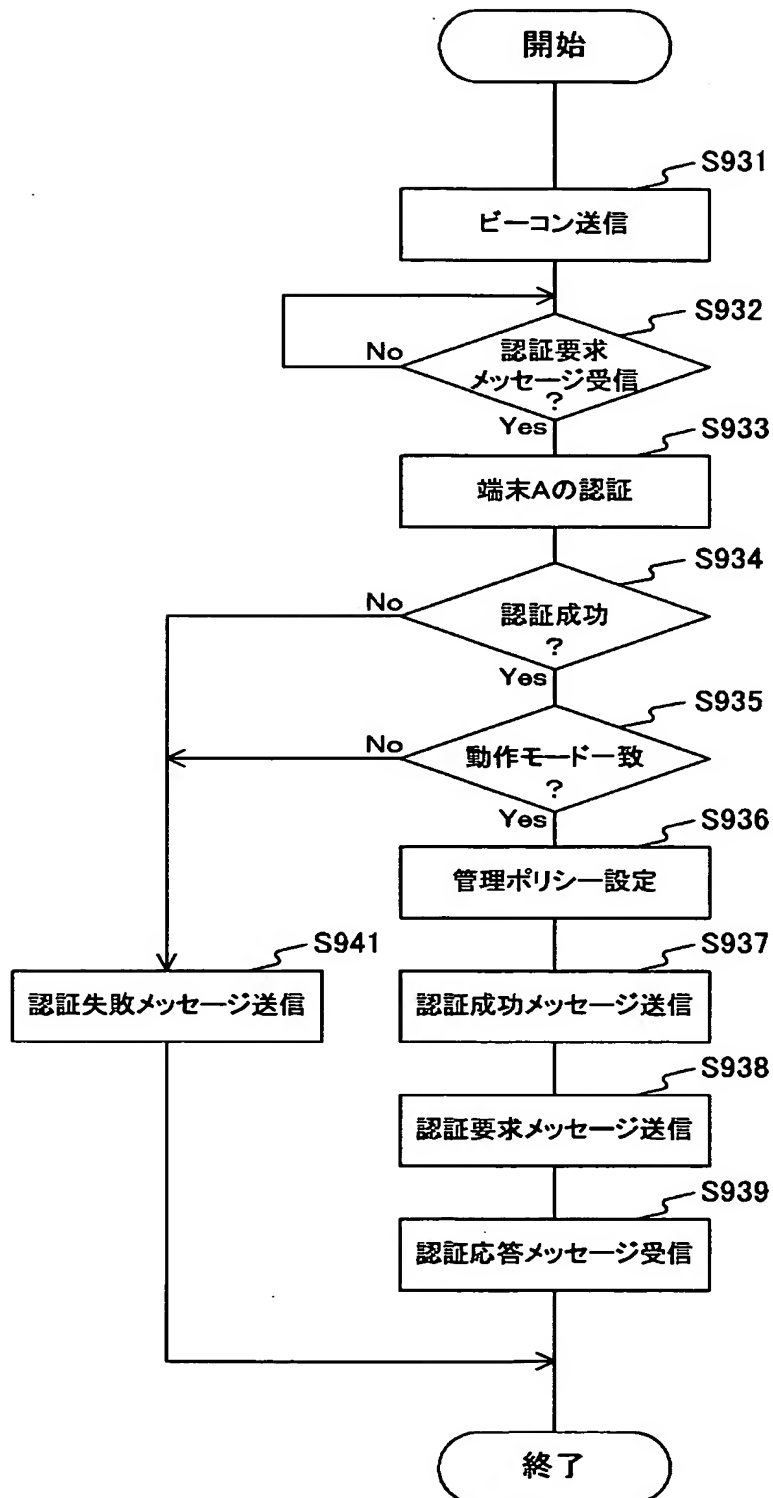 開始
S931
ビーコン送信
S932
No
認証要求
メッセージ受信
?
Yes
S933
端末Aの認証
S934
No
認証成功
?
Yes
S935
No
動作モード一致
?
Yes
S936
管理ポリシー設定
S941
S937
認証失敗メッセージ送信
認証成功メッセージ送信
S938
認証要求メッセージ送信
S939
認証応答メッセージ受信
終了